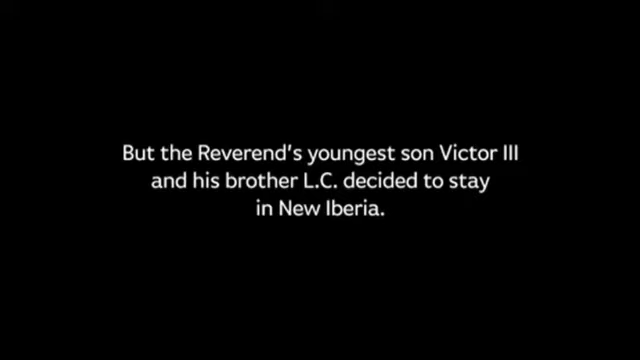 But the Reverend's youngest son Victor III
and his brother L.C. decided to stay
in New Iberia.